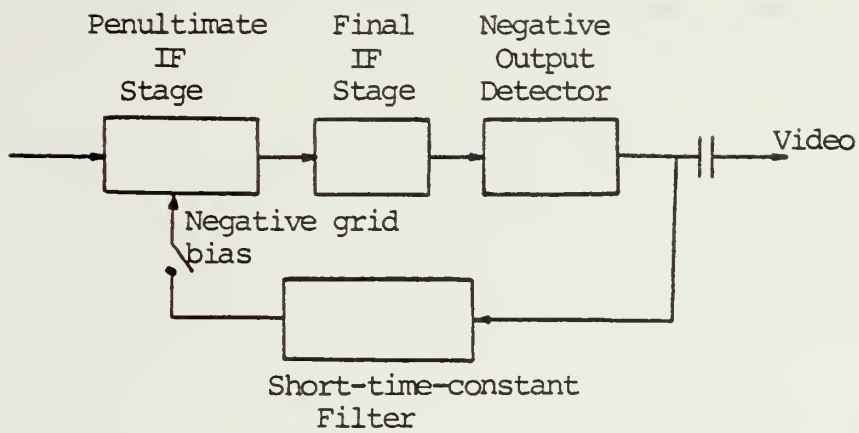 Penultimate
IF
Stage
Final
IF
Stage
Negative
Output
Detector
Video
Negative grid
bias
Short-time-constant
Filter